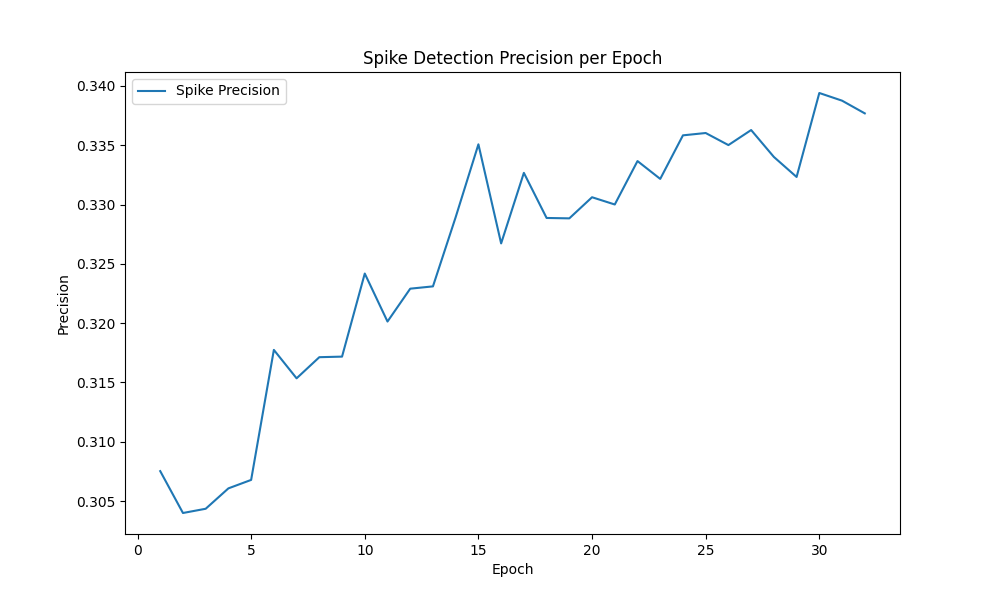 Spike Detection Precision per Epoch
Spike Precision
Precision
0.340
0.335
0.330
0.325
0.320
0.315
0.310
0.305
0 5 10 15 20 25 30
Epoch